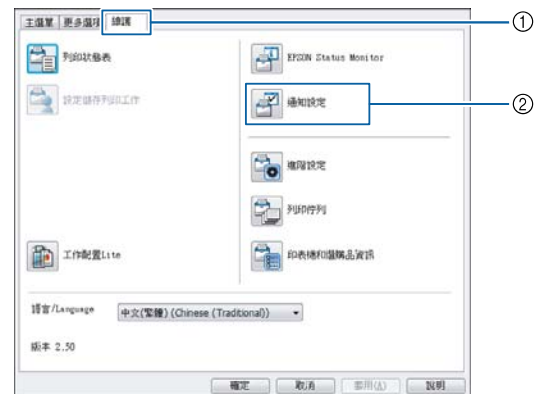 主選單 更多選項 維護
①
列印狀態表
EPSON Status Monitor
設定儲存列印工作
通知設定
②
進階設定
列印佇列
工作配置Lite
印表機和選購品資訊
語言/Language 中文(繁體) (Chinese (Traditional))
版本 2.50
確定 取消 套用(A) 說明